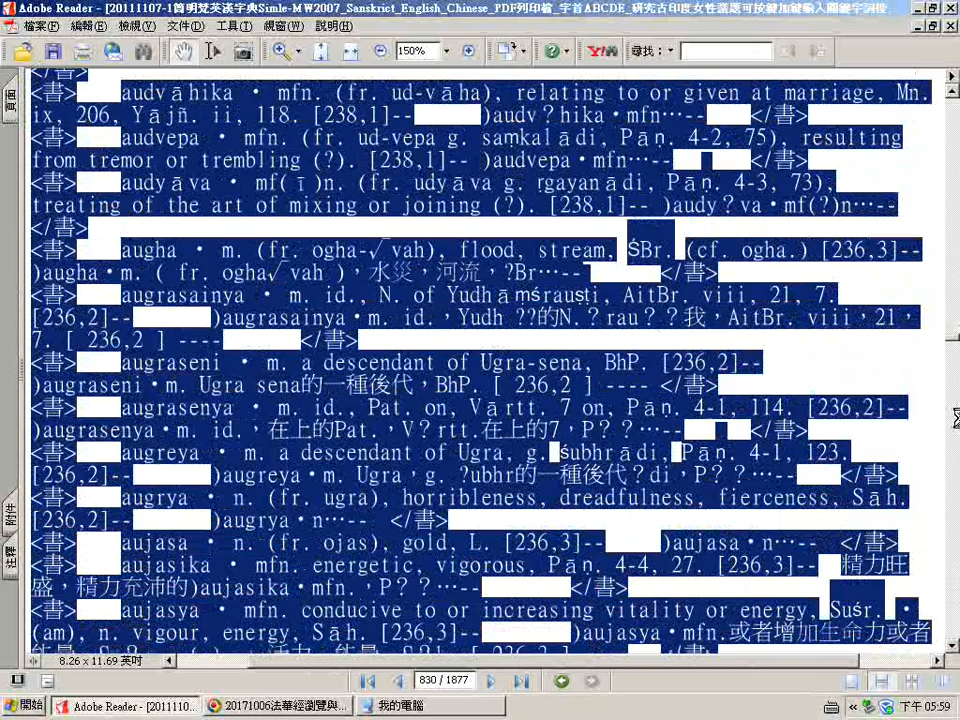 Adobe Reader - [20111107-1簡明梵英漢字典Simle-MW2007_Sanskrict_English_Chinese_PDF列印檔_字首ABCDE_研究古印度女性議題可按鍵加鍵輸入關鍵字詞搜
檔案(F) 編輯(E) 檢視(V) 文件(D) 工具(T) 視窗(W) 說明(H)
150% Y! 尋找:
頁面
附件
註釋
</書>
<書> audvāhika • mfn. (fr. ud-vāha), relating to or given at marriage, Mn.
ix, 206, Yājñ. ii, 118. [238,1]-- )audv?hika•mfn…-- </書>
<書> audvepa • mfn. (fr. ud-vepa g. saṃkalādi, Pāṇ. 4-2, 75), resulting
from tremor or trembling (?). [238,1]-- )audvepa•mfn…-- </書>
<書> audyāva • mf(ī)n. (fr. udyāva g. ṛgayanādi, Pāṇ. 4-3, 73),
treating of the art of mixing or joining (?). [238,1]-- )audy?va•mf(?)n…--
</書>
<書> augha • m. (fr. ogha-√vah), flood, stream, ŚBr. (cf. ogha.) [236,3]--
)augha•m. ( fr. ogha√vah )，水災，河流，?Br…-- </書>
<書> augrasainya • m. id., N. of Yudhāmśrauṣṭi, AitBr. viii, 21, 7.
[236,2]-- )augrasainya•m. id.，Yudh ??的N.？rau？？我，AitBr. viii，21，
7. [ 236,2 ] ---- </書>
<書> augraseni • m. a descendant of Ugra-sena, BhP. [236,2]--
)augraseni•m. Ugra sena的一種後代，BhP. [ 236,2 ] ---- </書>
<書> augrasenya • m. id., Pat. on, Vārtt. 7 on, Pāṇ. 4-1, 114. [236,2]--
)augrasenya•m. id. 在上的Pat.，V？rtt.在上的7，P？？…-- </書>
<書> augreya • m. a descendant of Ugra, g. śubhrādi, Pāṇ. 4-1, 123.
[236,2]-- )augreya•m. Ugra，g. ?ubhr的一種後代？di，P？？…-- </書>
<書> augrya • n. (fr. ugra), horribleness, dreadfulness, fierceness, Sāh.
[236,2]-- )augrya•n…-- </書>
<書> aujasa • n. (fr. ojas), gold, L. [236,3]-- )aujasa•n…-- </書>
<書> aujasika • mfn. energetic, vigorous, Pāṇ. 4-4, 27. [236,3]-- 精力旺
盛，精力充沛的)aujasika•mfn.，P？？…-- </書>
<書> aujasya • mfn. conducive to or increasing vitality or energy, Suśr. •
(am), n. vigour, energy, Sāh. [236,3]-- )aujasya•mfn.或者增加生命力或者
8.26 x 11.69 英吋
830 / 1877
開始 Adobe Reader - [2011110... 20171006法華經瀏覽與... 我的電腦 下午 05:59